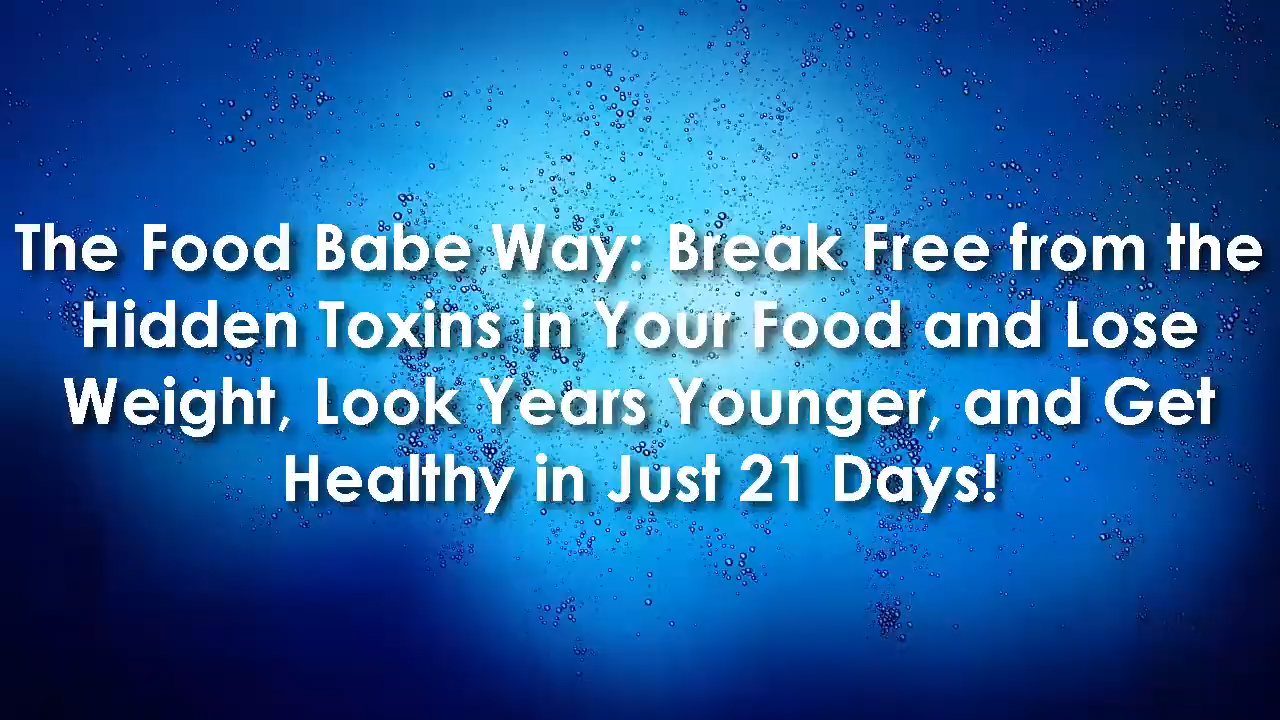 The Food Babe Way: Break Free from the
Hidden Toxins in Your Food and Lose
Weight, Look Years Younger, and Get
Healthy in Just 21 Days!